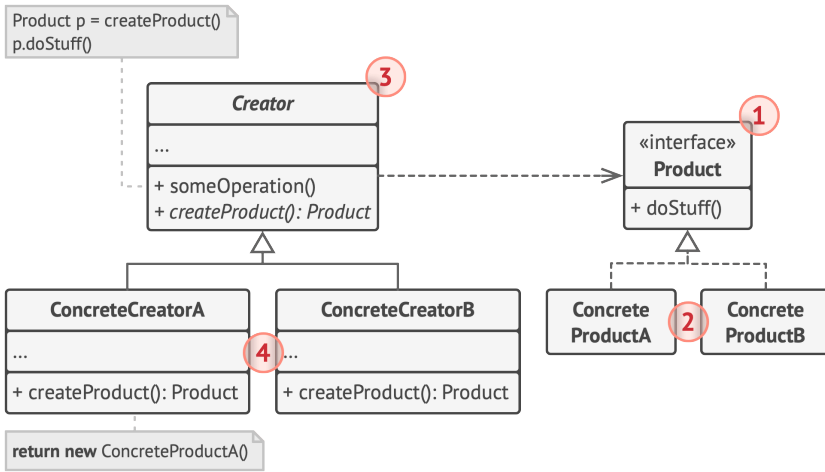 Product p = createProduct()
p.doStuff()
3
Creator
...
+ someOperation()
+ createProduct(): Product
1
«interface»
Product
+ doStuff()
ConcreteCreatorA
...
+ createProduct(): Product
4
ConcreteCreatorB
...
+ createProduct(): Product
Concrete
ProductA
2
Concrete
ProductB
return new ConcreteProductA()